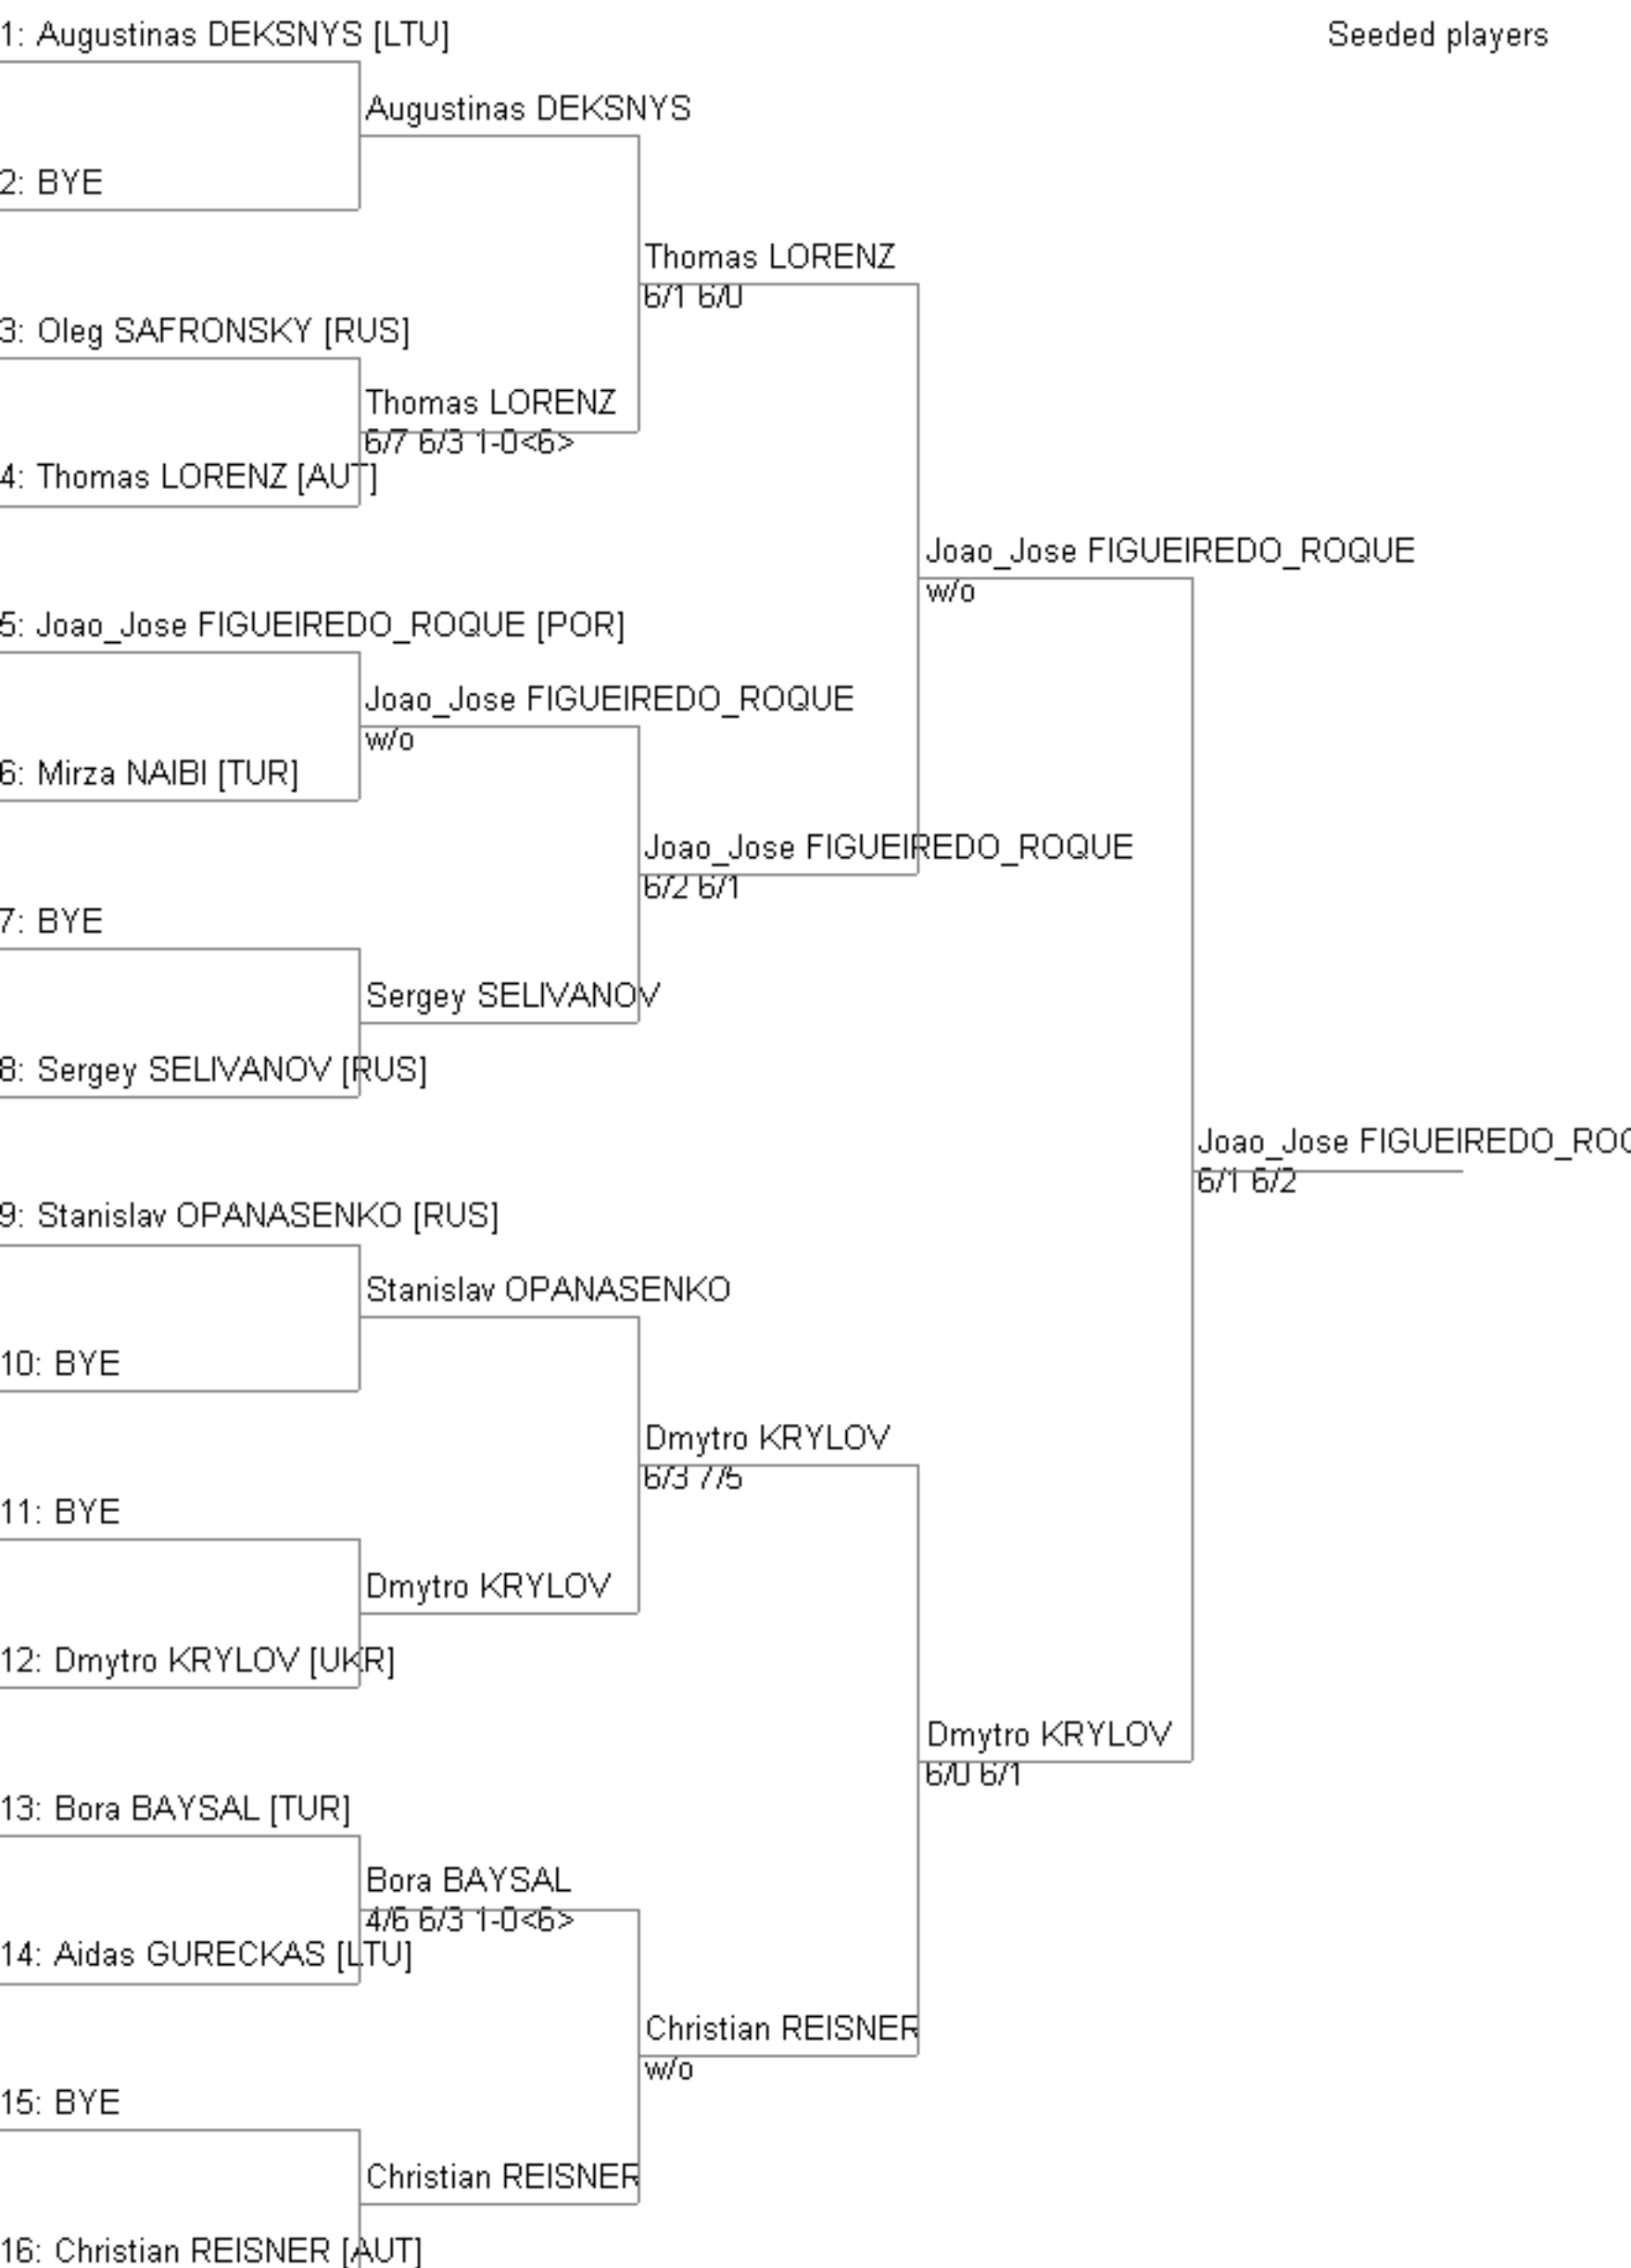 1: Augustinas DEKSNYS [LTU]
Seeded players
Augustinas DEKSNYS
2: BYE
Thomas LORENZ
6/1 6/0
3: Oleg SAFRONSKY [RUS]
Thomas LORENZ
6/7 6/3 1-0<6>
4: Thomas LORENZ [AUT]
Joao_Jose FIGUEIREDO_ROQUE
w/o
5: Joao_Jose FIGUEIREDO_ROQUE [POR]
Joao_Jose FIGUEIREDO_ROQUE
w/o
6: Mirza NAIBI [TUR]
Joao_Jose FIGUEIREDO_ROQUE
6/2 6/1
7: BYE
Sergey SELIVANOV
8: Sergey SELIVANOV [RUS]
Joao_Jose FIGUEIREDO_ROQ
6/1 6/2
9: Stanislav OPANASENKO [RUS]
Stanislav OPANASENKO
10: BYE
Dmytro KRYLOV
6/3 7/5
11: BYE
Dmytro KRYLOV
12: Dmytro KRYLOV [UKR]
Dmytro KRYLOV
6/0 6/1
13: Bora BAYSAL [TUR]
Bora BAYSAL
4/6 6/3 1-0<6>
14: Aidas GURECKAS [LTU]
Christian REISNER
w/o
15: BYE
Christian REISNER
16: Christian REISNER [AUT]